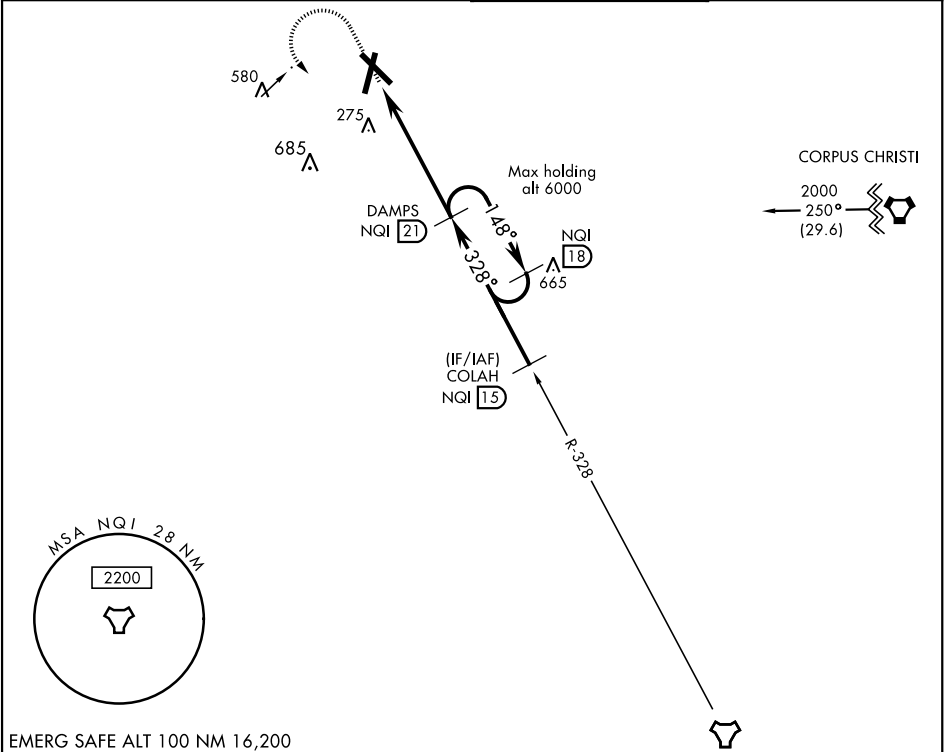 580
275
685
Max holding
alt 6000
CORPUS CHRISTI
2000
250°
(29.6)
DAMPS
NQI 21
148°
328°
NQI
18
665
(IF/IAF)
COLAH
NQI 15
R-328
MSA NQI 28 NM
2200
EMERG SAFE ALT 100 NM 16,200